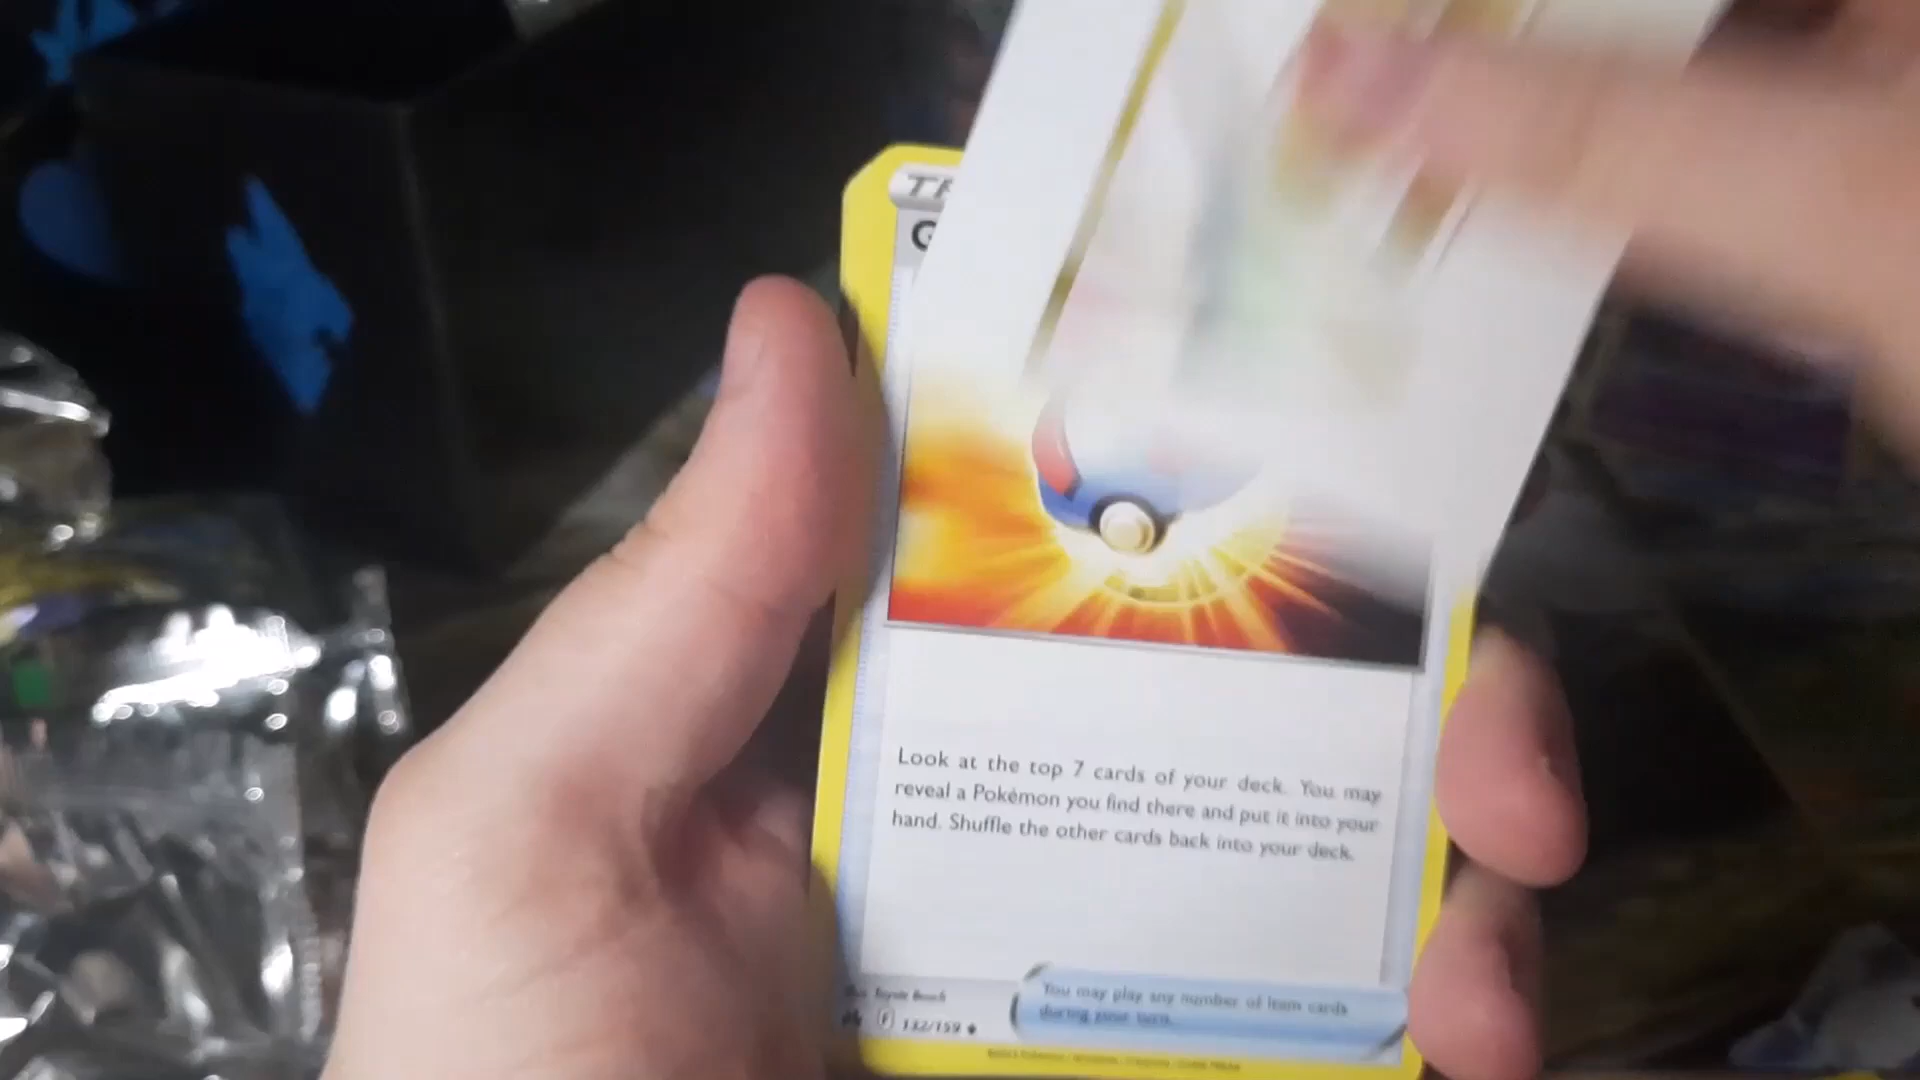 TR
G
Look at the top 7 cards of your deck. You may
reveal a Pokémon you find there and put it into your
hand. Shuffle the other cards back into your deck.
You may play any number of Item cards
during your turn.
F 132/159